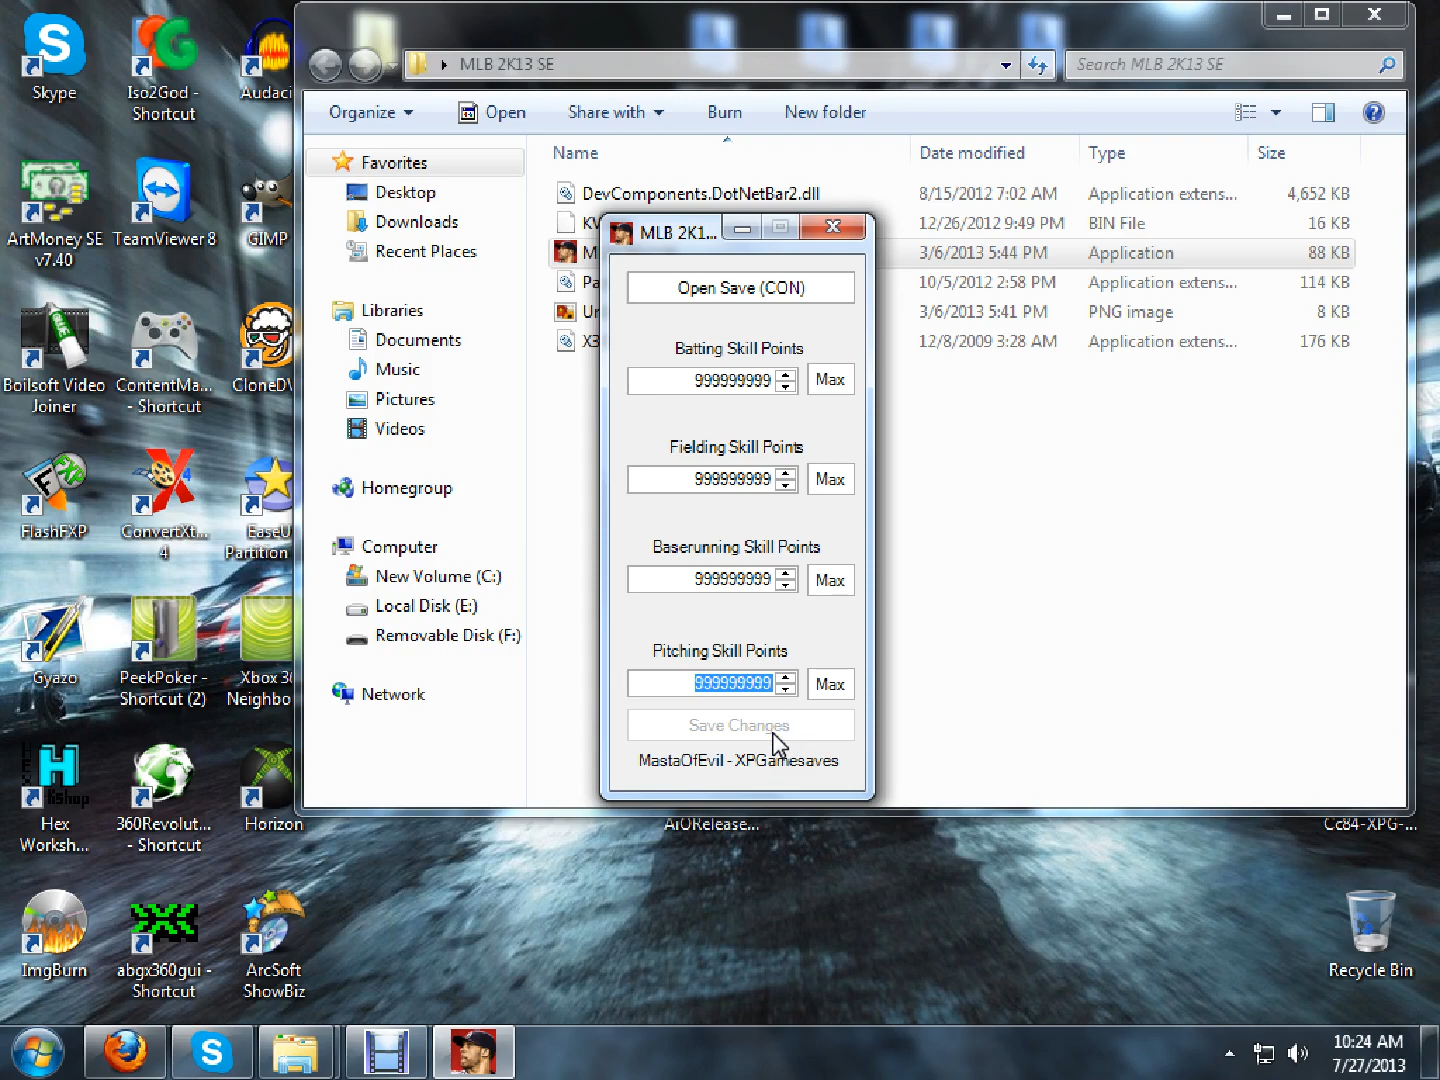 Skype
Iso2God -
Shortcut
Audaci
ArtMoney SE
v7.40
TeamViewer 8
GIMP
Boilsoft Video
Joiner
ContentMa...
- Shortcut
CloneDV
FlashFXP
ConvertXt...
4
EaseU
Partition
Gyazo
PeekPoker -
Shortcut (2)
Xbox 36
Neighbo
Hex
Worksh...
360Revolut...
- Shortcut
Horizon
ImgBurn
abgx360gui -
Shortcut
ArcSoft
ShowBiz
MLB 2K13 SE
Search MLB 2K13 SE
Organize
Open
Share with
Burn
New folder
Favorites
Desktop
Downloads
Recent Places
Libraries
Documents
Music
Pictures
Videos
Homegroup
Computer
New Volume (C:)
Local Disk (E:)
Removable Disk (F:)
Network
Name Date modified Type Size
DevComponents.DotNetBar2.dll 8/15/2012 7:02 AM Application extens... 4,652 KB
KV 12/26/2012 9:49 PM BIN File 16 KB
M 3/6/2013 5:44 PM Application 88 KB
Pa 10/5/2012 2:58 PM Application extens... 114 KB
Un 3/6/2013 5:41 PM PNG image 8 KB
X3 12/8/2009 3:28 AM Application extens... 176 KB
MLB 2K1...
Open Save (CON)
Batting Skill Points
999999999 Max
Fielding Skill Points
999999999 Max
Baserunning Skill Points
999999999 Max
Pitching Skill Points
999999999 Max
Save Changes
MastaOfEvil - XPGamesaves
AiORelease...
Cc84-XPG-...
Recycle Bin
10:24 AM
7/27/2013